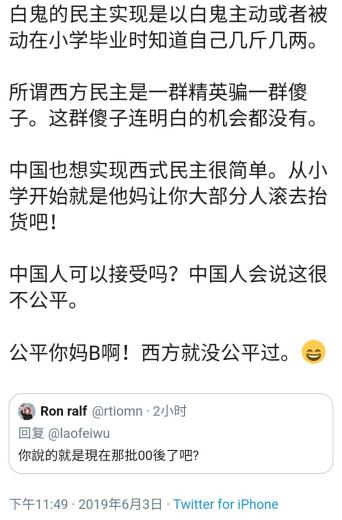 白鬼的民主实现是以白鬼主动或者被
动在小学毕业时知道自己几斤几两。
所谓西方民主是一群精英骗一群傻
子。这群傻子连明白的机会都没有。
中国也想实现西式民主很简单。从小
学开始就是他妈让你大部分人滚去抬
货吧！
中国人可以接受吗？中国人会说这很
不公平。
公平你妈B啊！西方就没公平过。😄
Ron ralf @rtiomn · 2小时
回复 @laofeiwu
你說的就是現在那批00後了吧?
下午11:49 · 2019年6月3日 · Twitter for iPhone